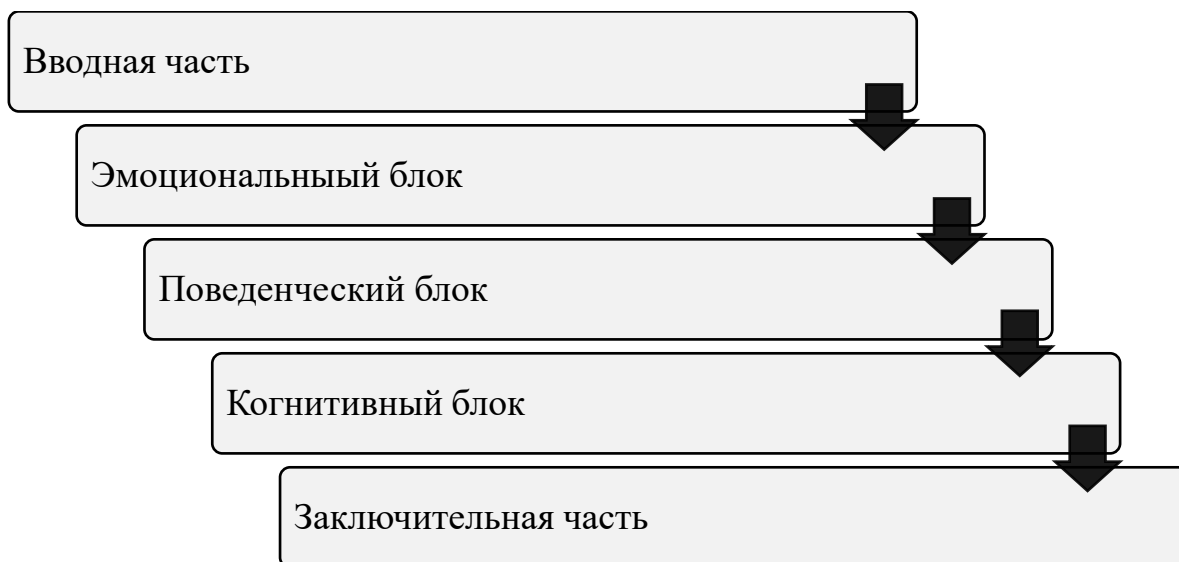 Вводная часть
Эмоциональныый блок
Поведенческий блок
Когнитивный блок
Заключительная часть